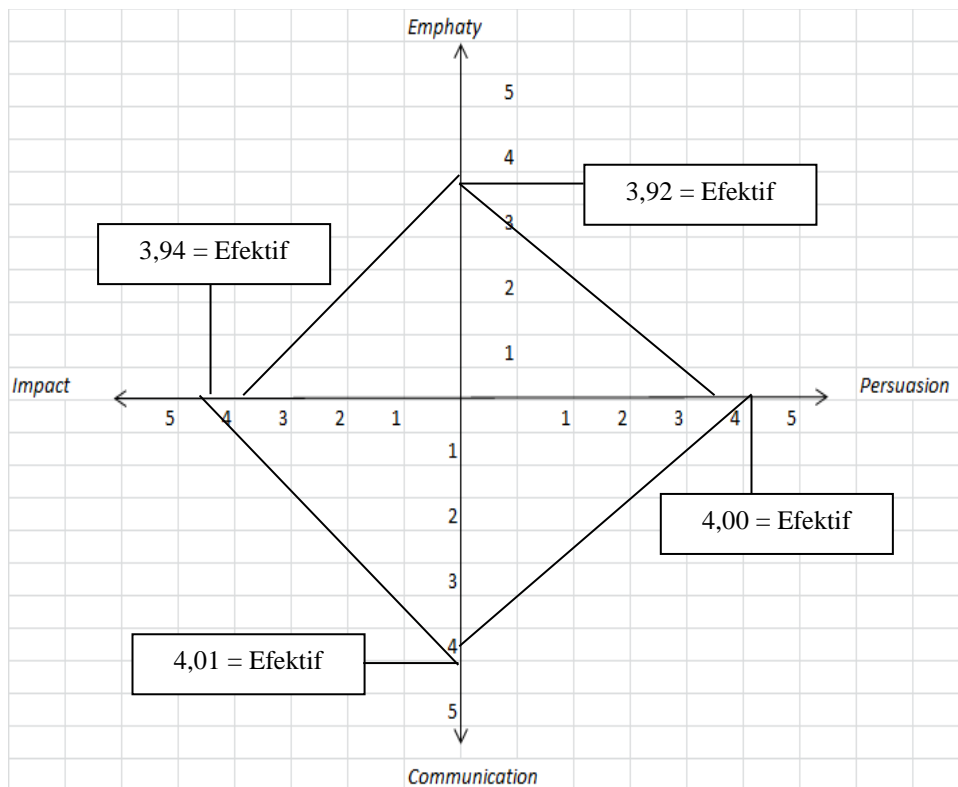 Emphaty
5
4
3,92 = Efektif
3
3,94 = Efektif
2
1
Impact
Persuasion
5 4 3 2 1 1 2 3 4 5
1
2
4,00 = Efektif
3
4
4,01 = Efektif
5
Communication